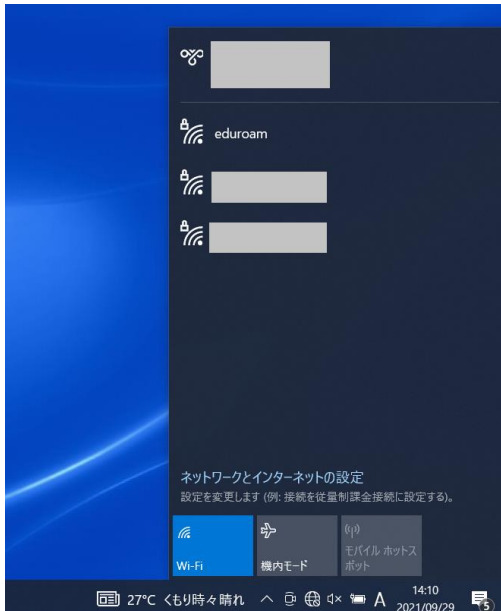 eduroam
ネットワークとインターネットの設定
設定を変更します (例: 接続を従量制課金接続に設定する)。
Wi-Fi
機内モード
モバイル ホットス
ポット
27°C くもり時々晴れ
A
14:10
2021/09/29
5